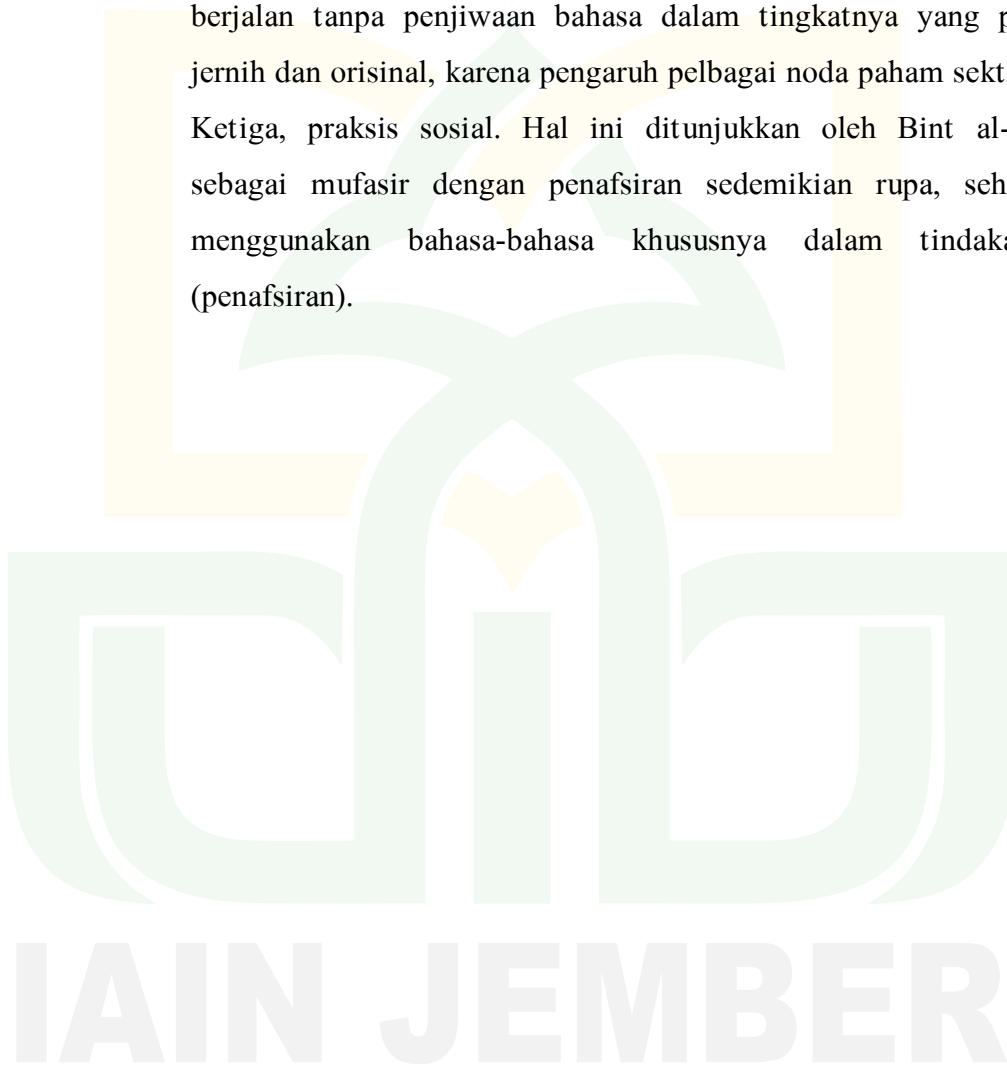 berjalan tanpa penjiwaan bahasa dalam tingkatnya yang
jernih dan orisinal, karena pengaruh pelbagai noda paham
Ketiga, praksis sosial. Hal ini ditunjukkan oleh Bint
sebagai mufasir dengan penafsiran sedemikian rupa,
menggunakan bahasa-bahasa khususnya dalam
(penafsiran).
IAIN JEMBER